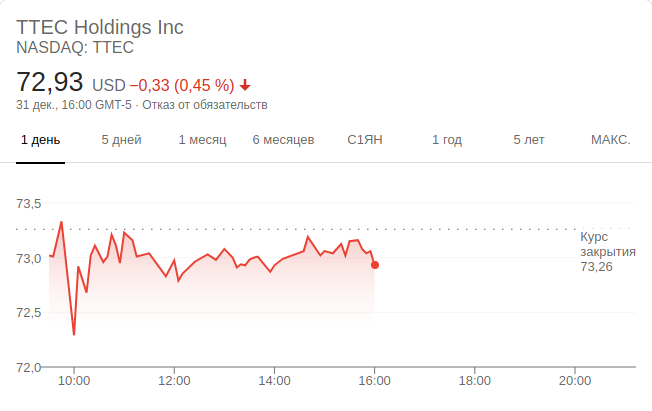 TTEC Holdings Inc
NASDAQ: TTEC
72,93 USD −0,33 (0,45 %)
31 дек., 16:00 GMT-5 · Отказ от обязательств
1 день 5 дней 1 месяц 6 месяцев С1ЯН 1 год 5 лет МАКС.
73,5
Курс
закрытия
73,26
73,0
72,5
72,0
10:00 12:00 14:00 16:00 18:00 20:00